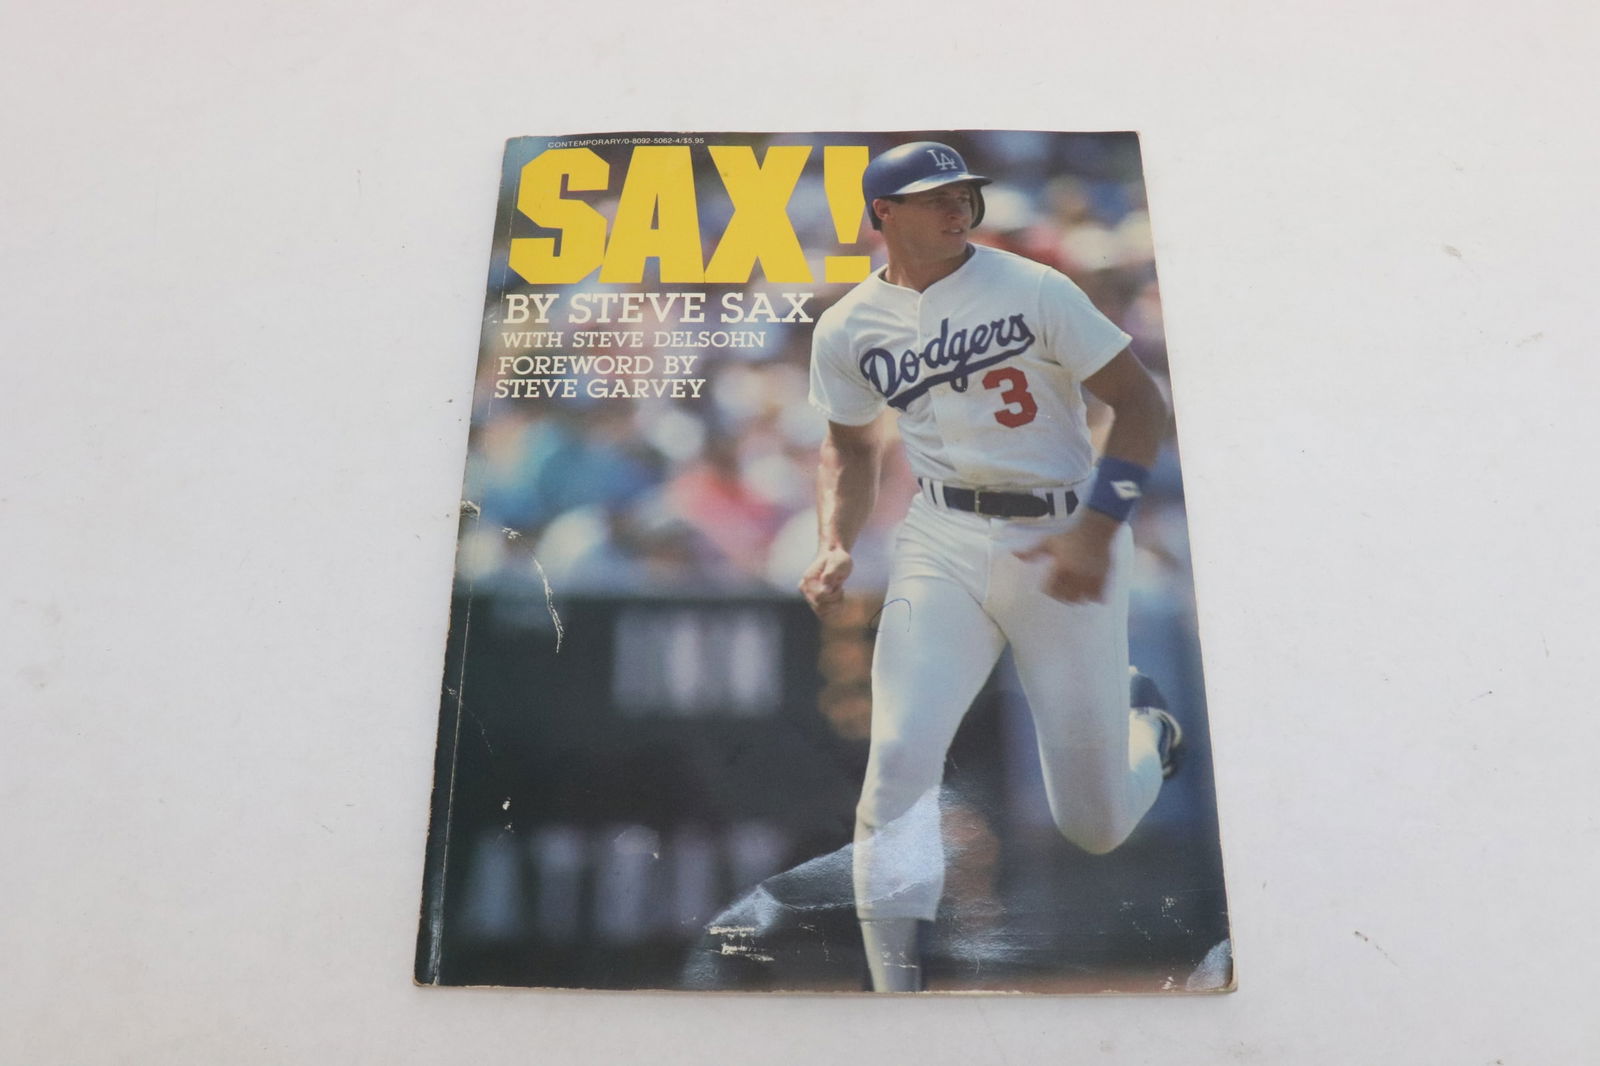 CONTEMPORARY/0-8092-5062-4/$5.95
SAX!
BY STEVE SAX
WITH STEVE DELSOHN
FOREWORD BY
STEVE GARVEY
LA
Dodgers
3